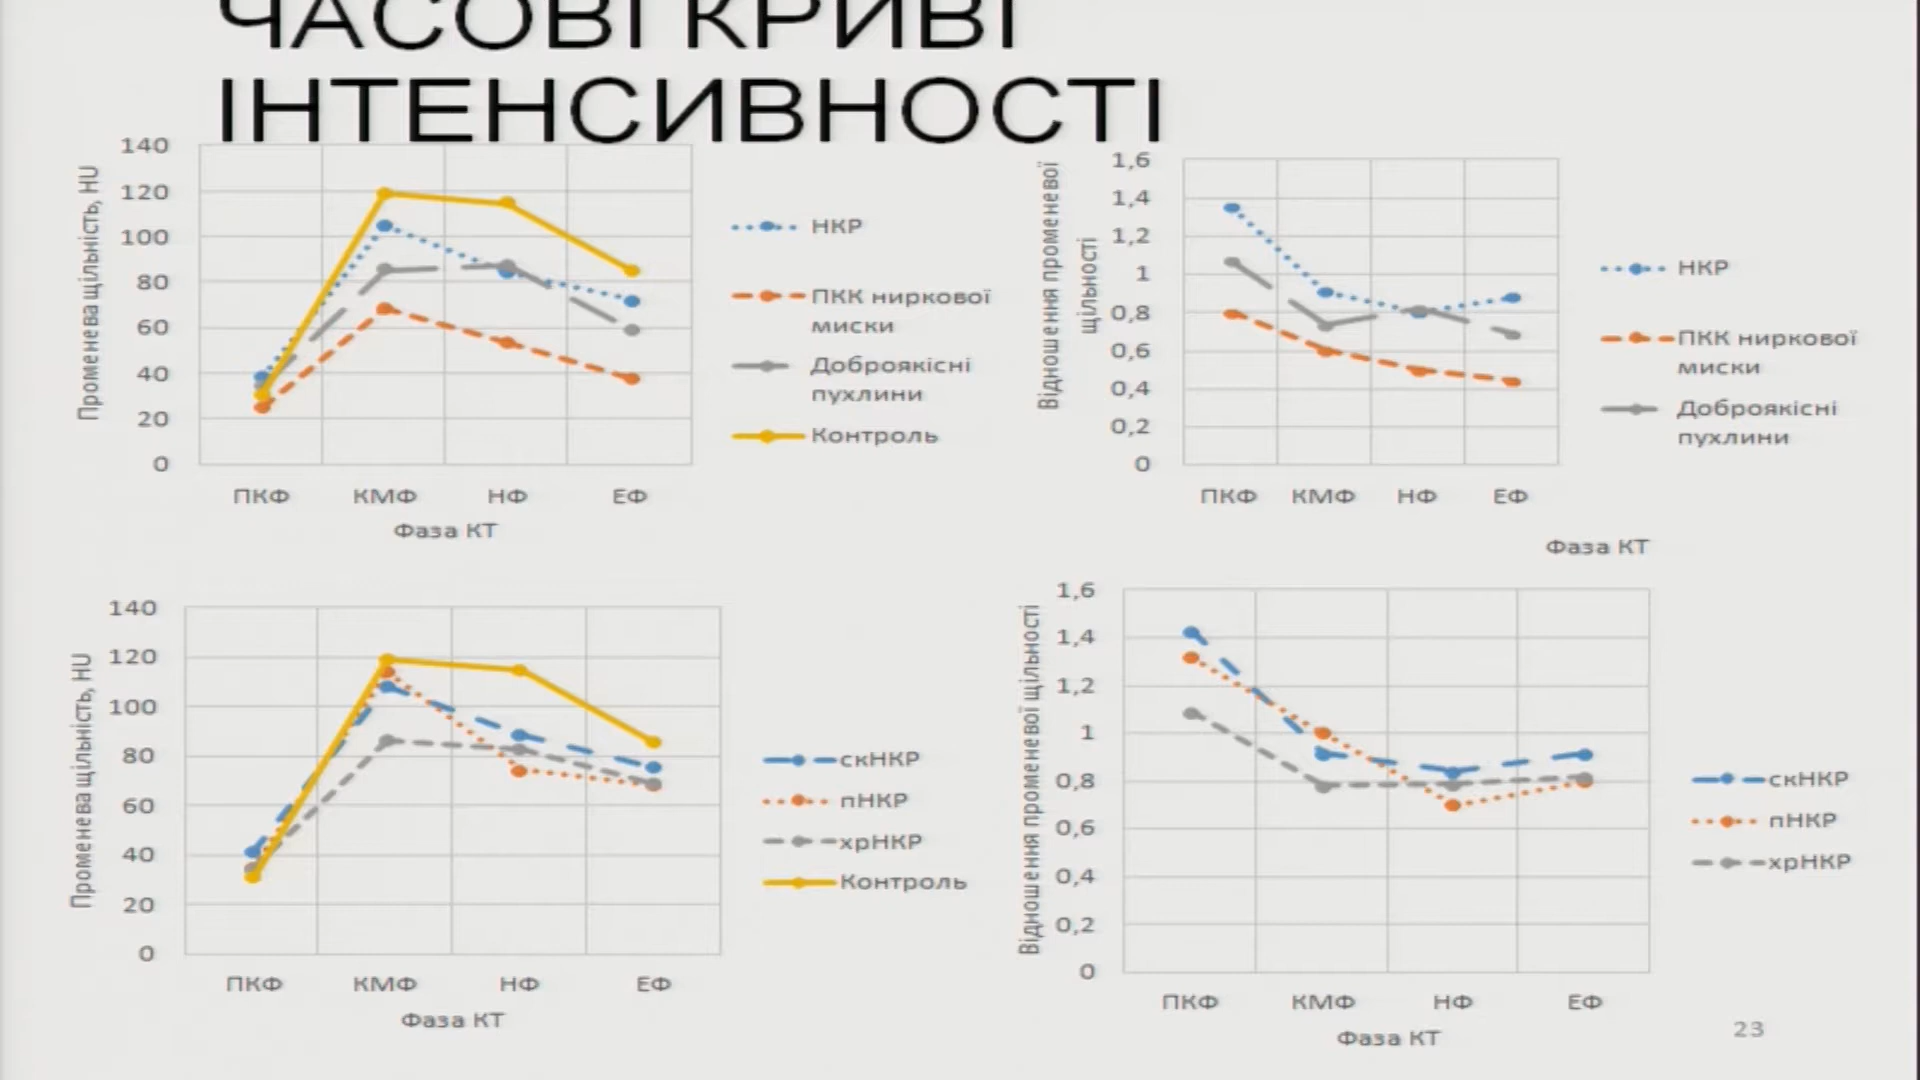 ЧАСОВІ КРИВІ
ІНТЕНСИВНОСТІ
Променева щільність, HU
140
120
100
80
60
40
20
0
ПКФ КМФ НФ ЕФ
Фаза КТ
НКР
ПКК ниркової
миски
Доброякісні
пухлини
Контроль
Відношення променевої
щільності
1,6
1,4
1,2
1
0,8
0,6
0,4
0,2
0
ПКФ КМФ НФ ЕФ
Фаза КТ
НКР
ПКК ниркової
миски
Доброякісні
пухлини
Променева щільність, HU
140
120
100
80
60
40
20
0
ПКФ КМФ НФ ЕФ
Фаза КТ
скНКР
пНКР
хрНКР
Контроль
Відношення променевої щільності
1,6
1,4
1,2
1
0,8
0,6
0,4
0,2
0
ПКФ КМФ НФ ЕФ
Фаза КТ
скНКР
пНКР
хрНКР
23